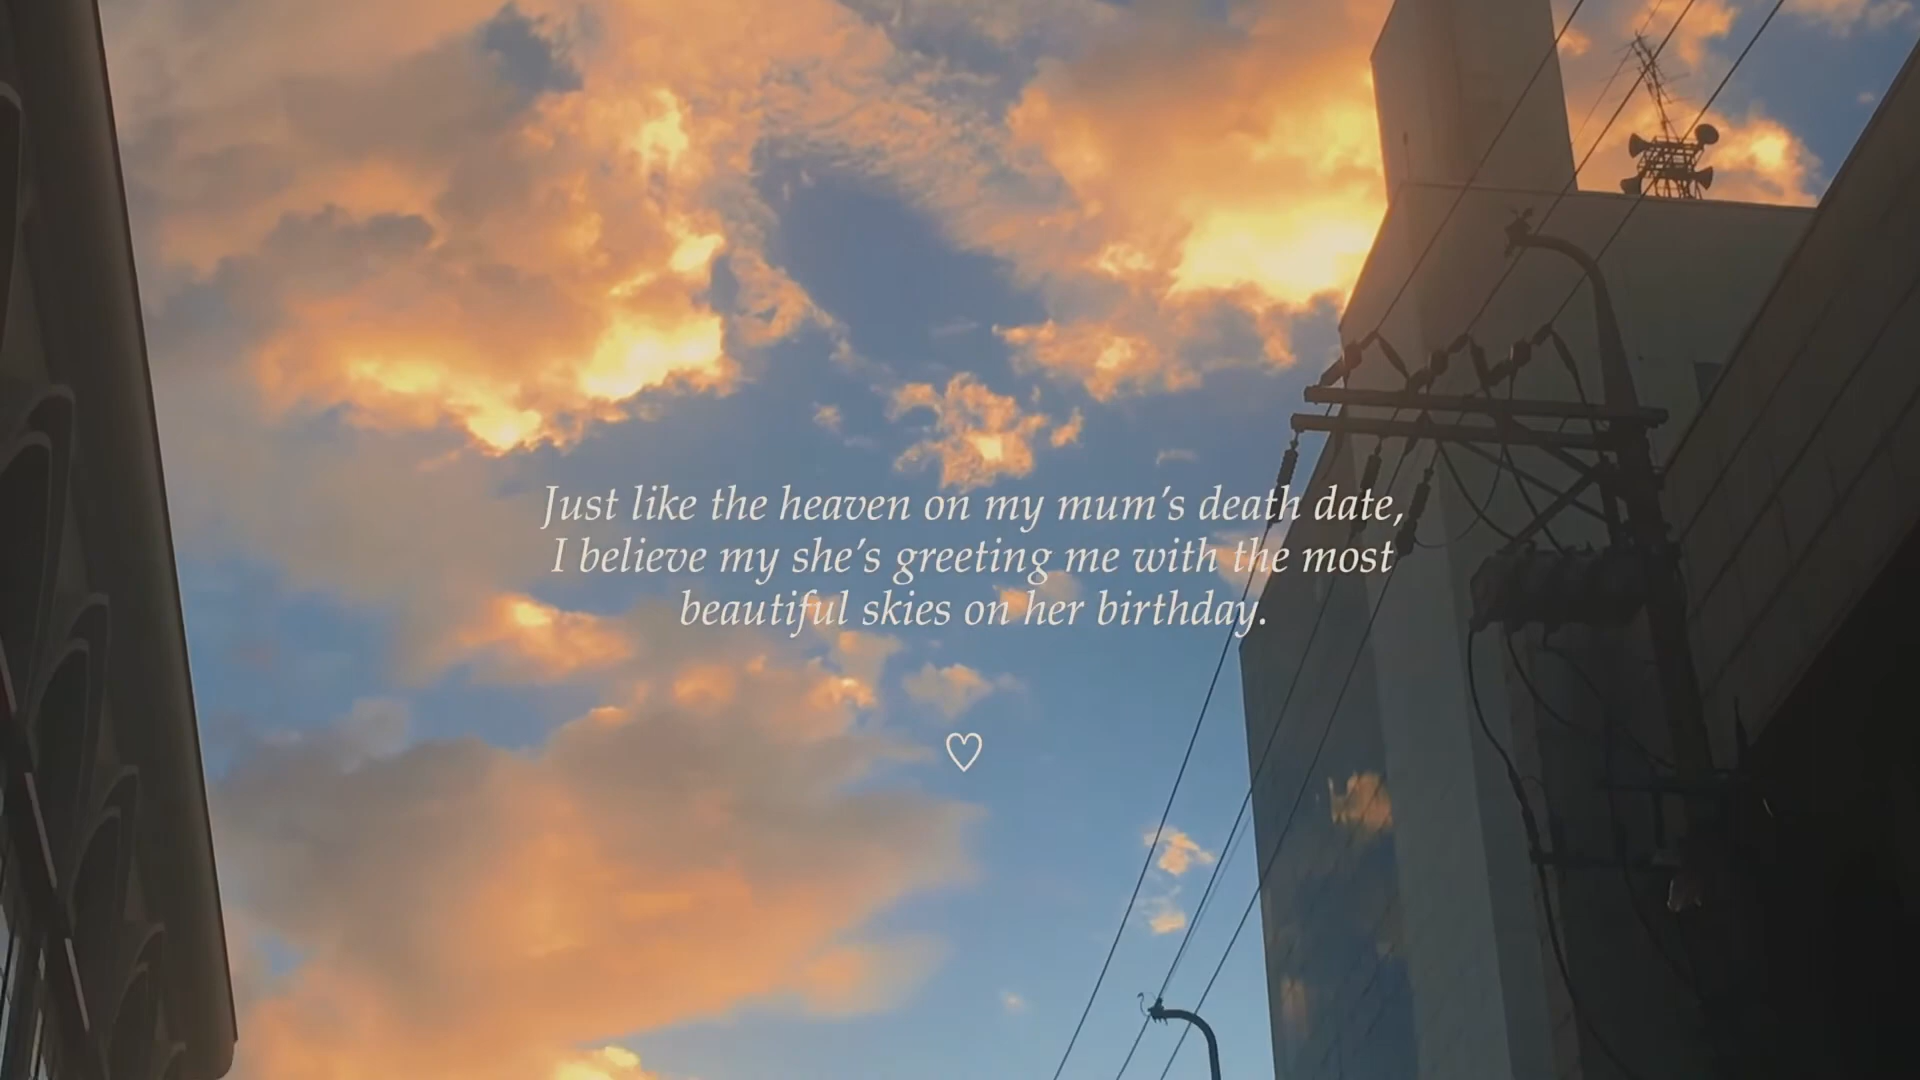 Just like the heaven on my mum’s death date,
I believe my she’s greeting me with the most
beautiful skies on her birthday.
♡